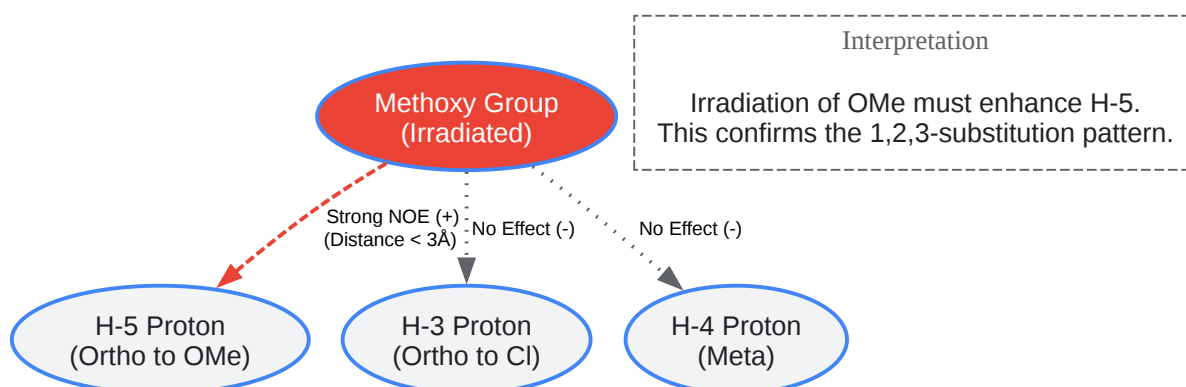 Interpretation
Irradiation of OMe must enhance H-5.
This confirms the 1,2,3-substitution pattern.
Methoxy Group
(Irradiated)
Strong NOE (+)
(Distance < 3Å)
No Effect (-)
No Effect (-)
H-5 Proton
(Ortho to OMe)
H-3 Proton
(Ortho to Cl)
H-4 Proton
(Meta)